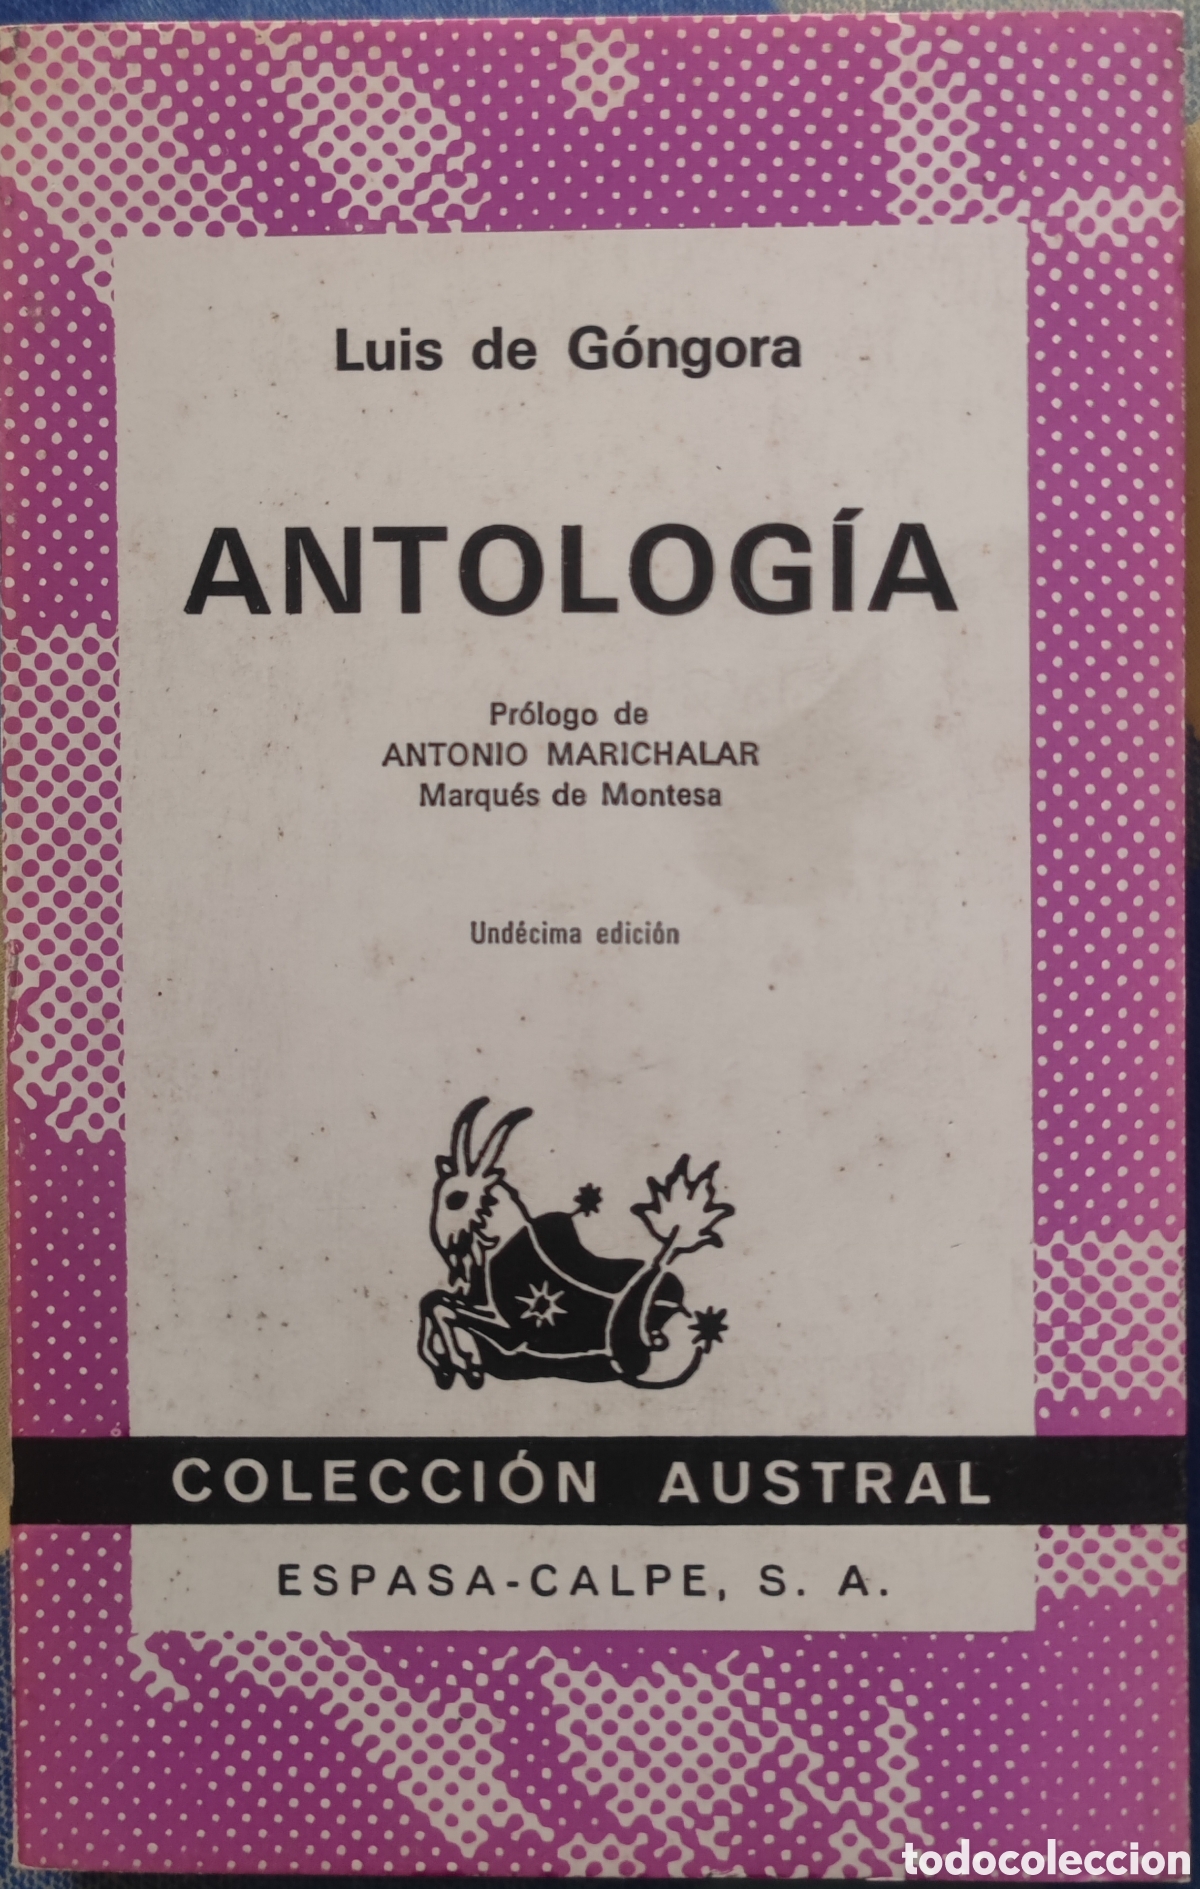 Luis de Góngora
ANTOLOGÍA
Prólogo de
ANTONIO MARICHALAR
Marqués de Montesa
Undécima edición
COLECCIÓN AUSTRAL
ESPASA-CALPE, S. A.
todocoleccion